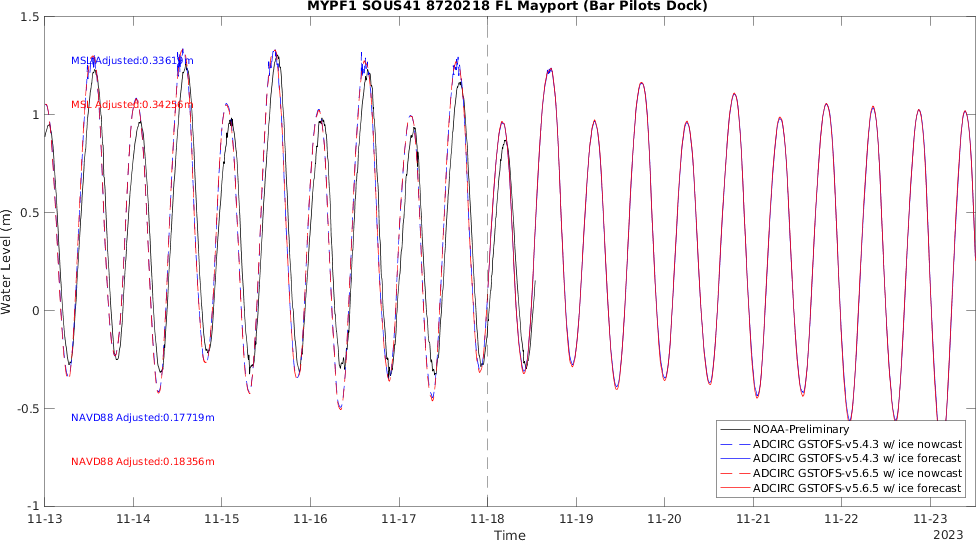 MYPF1 SOUS41 8720218 FL Mayport (Bar Pilots Dock)
1.5
1
0.5
0
-0.5
-1
Water Level (m)
MSL Adjusted:0.33619m
MSL Adjusted:0.34256m
NAVD88 Adjusted:0.17719m
NAVD88 Adjusted:0.18356m
NOAA-Preliminary
ADCIRC GSTOFS-v5.4.3 w/ ice nowcast
ADCIRC GSTOFS-v5.4.3 w/ ice forecast
ADCIRC GSTOFS-v5.6.5 w/ ice nowcast
ADCIRC GSTOFS-v5.6.5 w/ ice forecast
11-13 11-14 11-15 11-16 11-17 11-18 11-19 11-20 11-21 11-22 11-23
Time
2023